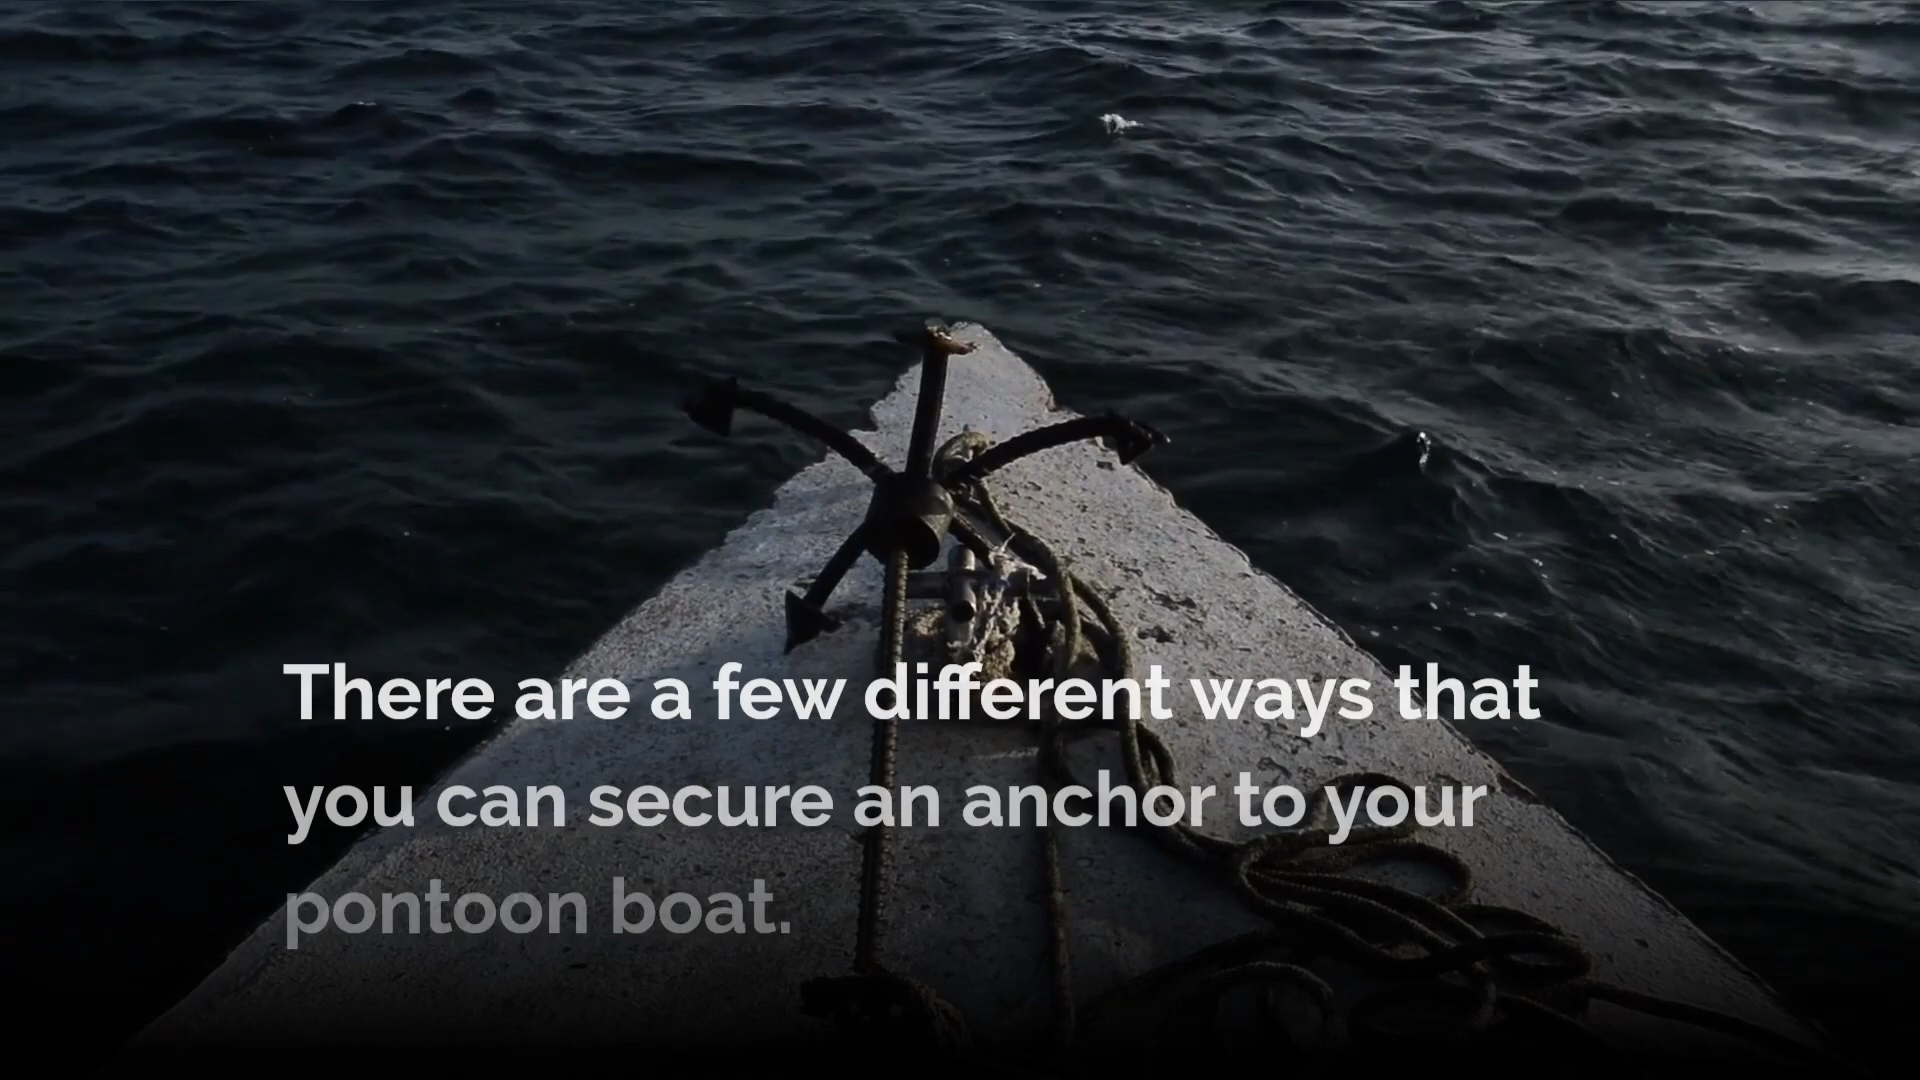 There are a few different ways that
you can secure an anchor to your
pontoon boat.